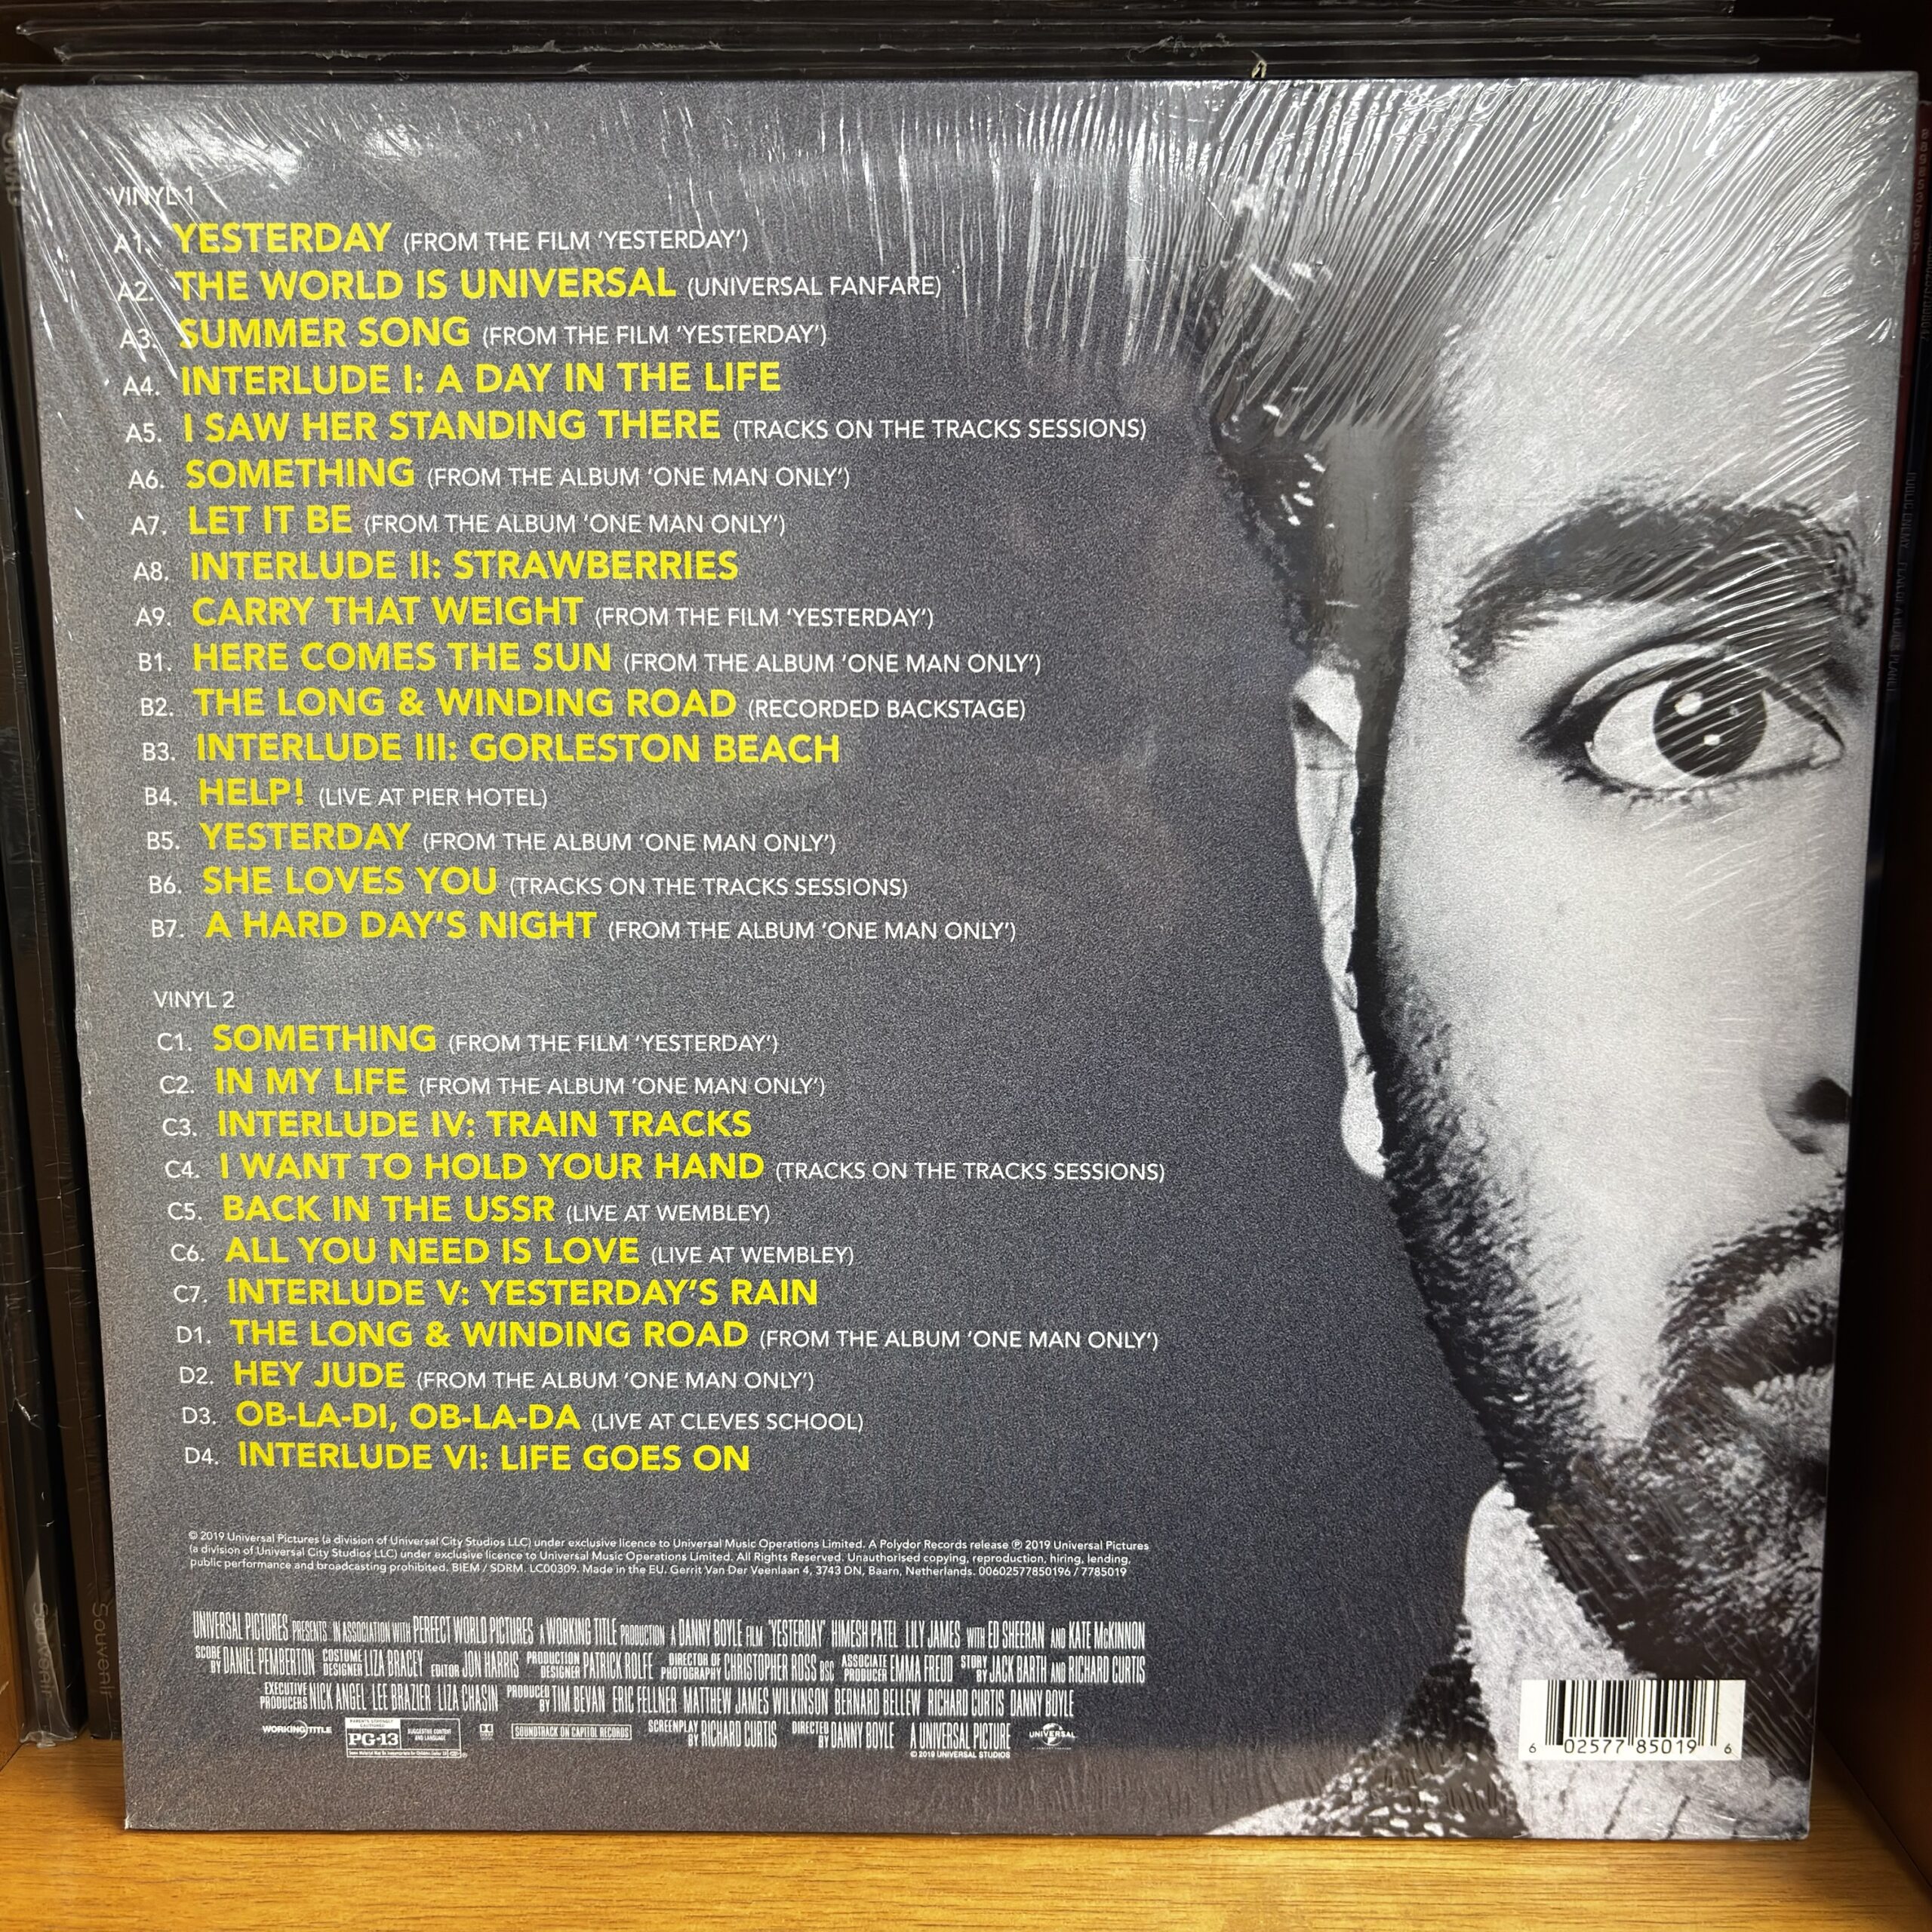 VINYL 1
A1. YESTERDAY (FROM THE FILM 'YESTERDAY')
A2. THE WORLD IS UNIVERSAL (UNIVERSAL FANFARE)
A3. SUMMER SONG (FROM THE FILM 'YESTERDAY')
A4. INTERLUDE I: A DAY IN THE LIFE
A5. I SAW HER STANDING THERE (TRACKS ON THE TRACKS SESSIONS)
A6. SOMETHING (FROM THE ALBUM 'ONE MAN ONLY')
A7. LET IT BE (FROM THE ALBUM 'ONE MAN ONLY')
A8. INTERLUDE II: STRAWBERRIES
A9. CARRY THAT WEIGHT (FROM THE FILM 'YESTERDAY')
B1. HERE COMES THE SUN (FROM THE ALBUM 'ONE MAN ONLY')
B2. THE LONG & WINDING ROAD (RECORDED BACKSTAGE)
B3. INTERLUDE III: GORLESTON BEACH
B4. HELP! (LIVE AT PIER HOTEL)
B5. YESTERDAY (FROM THE ALBUM 'ONE MAN ONLY')
B6. SHE LOVES YOU (TRACKS ON THE TRACKS SESSIONS)
B7. A HARD DAY'S NIGHT (FROM THE ALBUM 'ONE MAN ONLY')
VINYL 2
C1. SOMETHING (FROM THE FILM 'YESTERDAY')
C2. IN MY LIFE (FROM THE ALBUM 'ONE MAN ONLY')
C3. INTERLUDE IV: TRAIN TRACKS
C4. I WANT TO HOLD YOUR HAND (TRACKS ON THE TRACKS SESSIONS)
C5. BACK IN THE USSR (LIVE AT WEMBLEY)
C6. ALL YOU NEED IS LOVE (LIVE AT WEMBLEY)
C7. INTERLUDE V: YESTERDAY'S RAIN
D1. THE LONG & WINDING ROAD (FROM THE ALBUM 'ONE MAN ONLY')
D2. HEY JUDE (FROM THE ALBUM 'ONE MAN ONLY')
D3. OB-LA-DI, OB-LA-DA (LIVE AT CLEVES SCHOOL)
D4. INTERLUDE VI: LIFE GOES ON
© 2019 Universal Pictures (a division of Universal City Studios LLC) under exclusive licence to Universal Music Operations Limited. A Polydor Records release ℗ 2019 Universal Pictures
(a division of Universal City Studios LLC) under exclusive licence to Universal Music Operations Limited. All Rights Reserved. Unauthorised copying, reproduction, hiring, lending,
public performance and broadcasting prohibited. BIEM / SDRM. LC00309. Made in the EU. Gerrit Van Der Veenlaan 4, 3743 DN, Baarn, Netherlands. 00602577850196 / 7785019
UNIVERSAL PICTURES PRESENTS IN ASSOCIATION WITH PERFECT WORLD PICTURES A WORKING TITLE PRODUCTION A DANNY BOYLE FILM 'YESTERDAY' HIMESH PATEL LILY JAMES WITH ED SHEERAN AND KATE McKINNON
SCORE BY DANIEL PEMBERTON COSTUME DESIGNER LIZA BRACEY EDITOR JON HARRIS PRODUCTION DESIGNER PATRICK ROLFE DIRECTOR OF PHOTOGRAPHY CHRISTOPHER ROSS BSC ASSOCIATE PRODUCER EMMA FREUD STORY BY JACK BARTH AND RICHARD CURTIS
EXECUTIVE PRODUCERS NICK ANGEL LEE BRAZIER LIZA CHASIN PRODUCED BY TIM BEVAN ERIC FELLNER MATTHEW JAMES WILKINSON BERNARD BELLEW RICHARD CURTIS DANNY BOYLE
WORKING TITLE PG-13 PARENTS STRONGLY CAUTIONED SUGGESTIVE CONTENT AND LANGUAGE SOUNDTRACK ON CAPITOL RECORDS SCREENPLAY BY RICHARD CURTIS DIRECTED BY DANNY BOYLE A UNIVERSAL PICTURE UNIVERSAL
© 2019 UNIVERSAL STUDIOS
6 02577 85019 6
Souvenir
Souvenir